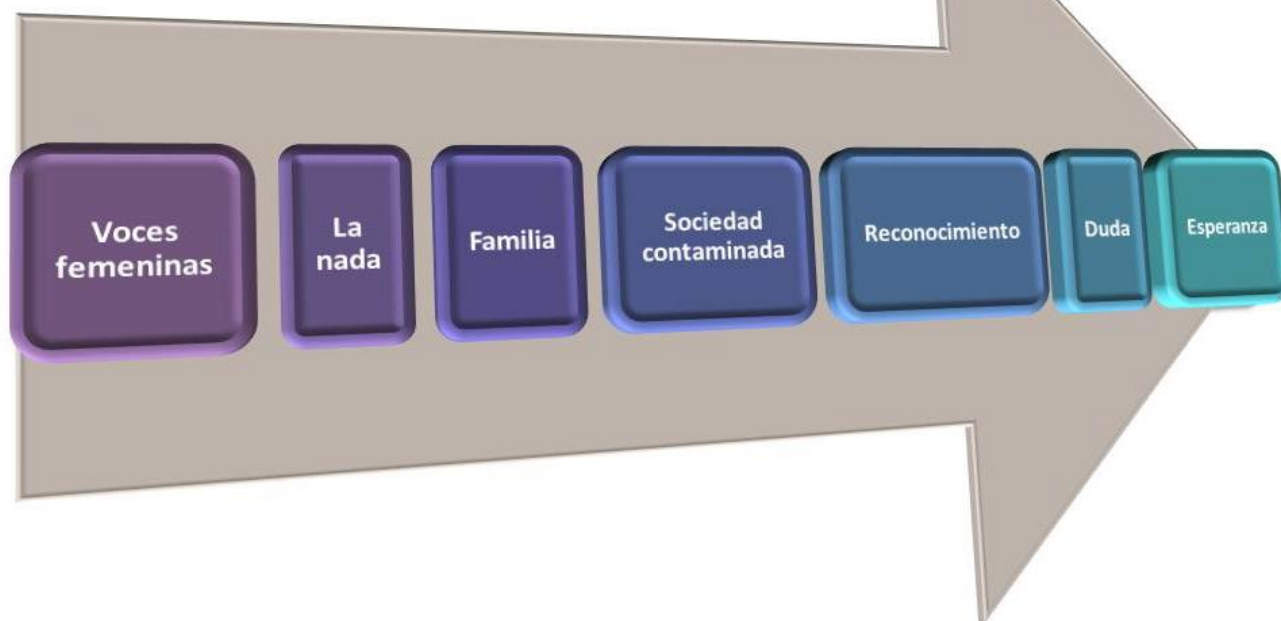 Voces
femeninas
La
nada
Familia
Sociedad
contaminada
Reconocimiento
Duda
Esperanza